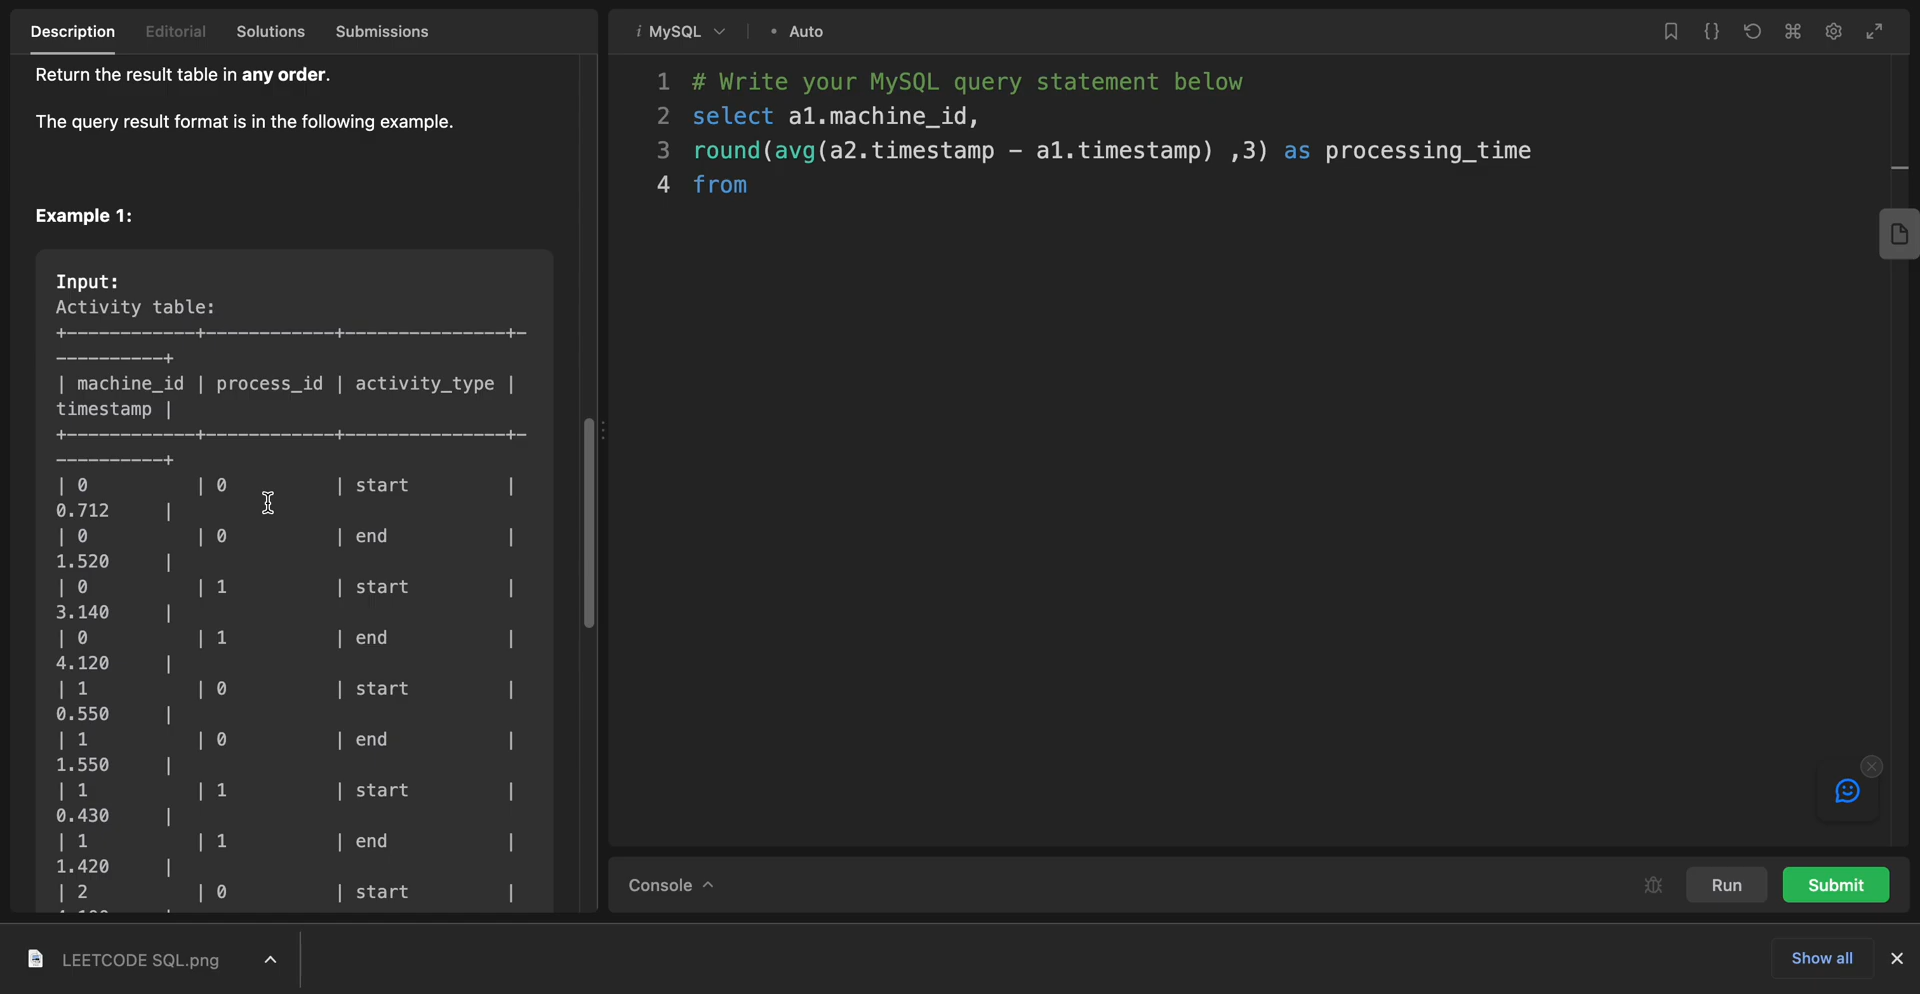 Description Editorial Solutions Submissions
Return the result table in any order.
The query result format is in the following example.
Example 1:
Input:
Activity table:
+------------+------------+---------------+-
----------+
| machine_id | process_id | activity_type |
timestamp |
+------------+------------+---------------+-
----------+
| 0 | 0 | start |
0.712 |
| 0 | 0 | end |
1.520 |
| 0 | 1 | start |
3.140 |
| 0 | 1 | end |
4.120 |
| 1 | 0 | start |
0.550 |
| 1 | 0 | end |
1.550 |
| 1 | 1 | start |
0.430 |
| 1 | 1 | end |
1.420 |
| 2 | 0 | start |
i MySQL • Auto
1 # Write your MySQL query statement below
2 select a1.machine_id,
3 round(avg(a2.timestamp - a1.timestamp) ,3) as processing_time
4 from
Console Run Submit
LEETCODE SQL.png Show all